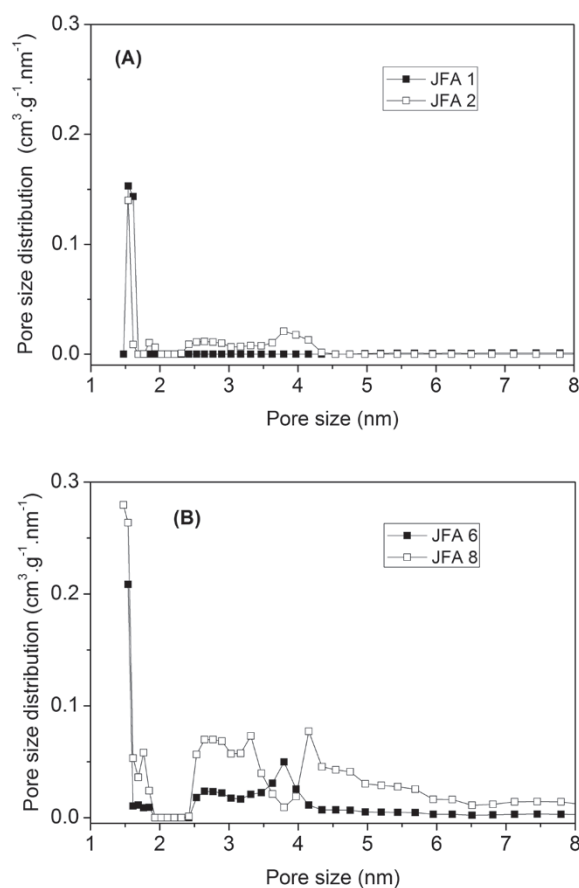 0.3
(A)
JFA 1
JFA 2
0.2
0.1
0.0
Pore size distribution (cm³.g⁻¹.nm⁻¹)
1 2 3 4 5 6 7 8
Pore size (nm)
0.3
(B)
JFA 6
JFA 8
0.2
0.1
0.0
Pore size distribution (cm³.g⁻¹.nm⁻¹)
1 2 3 4 5 6 7 8
Pore size (nm)